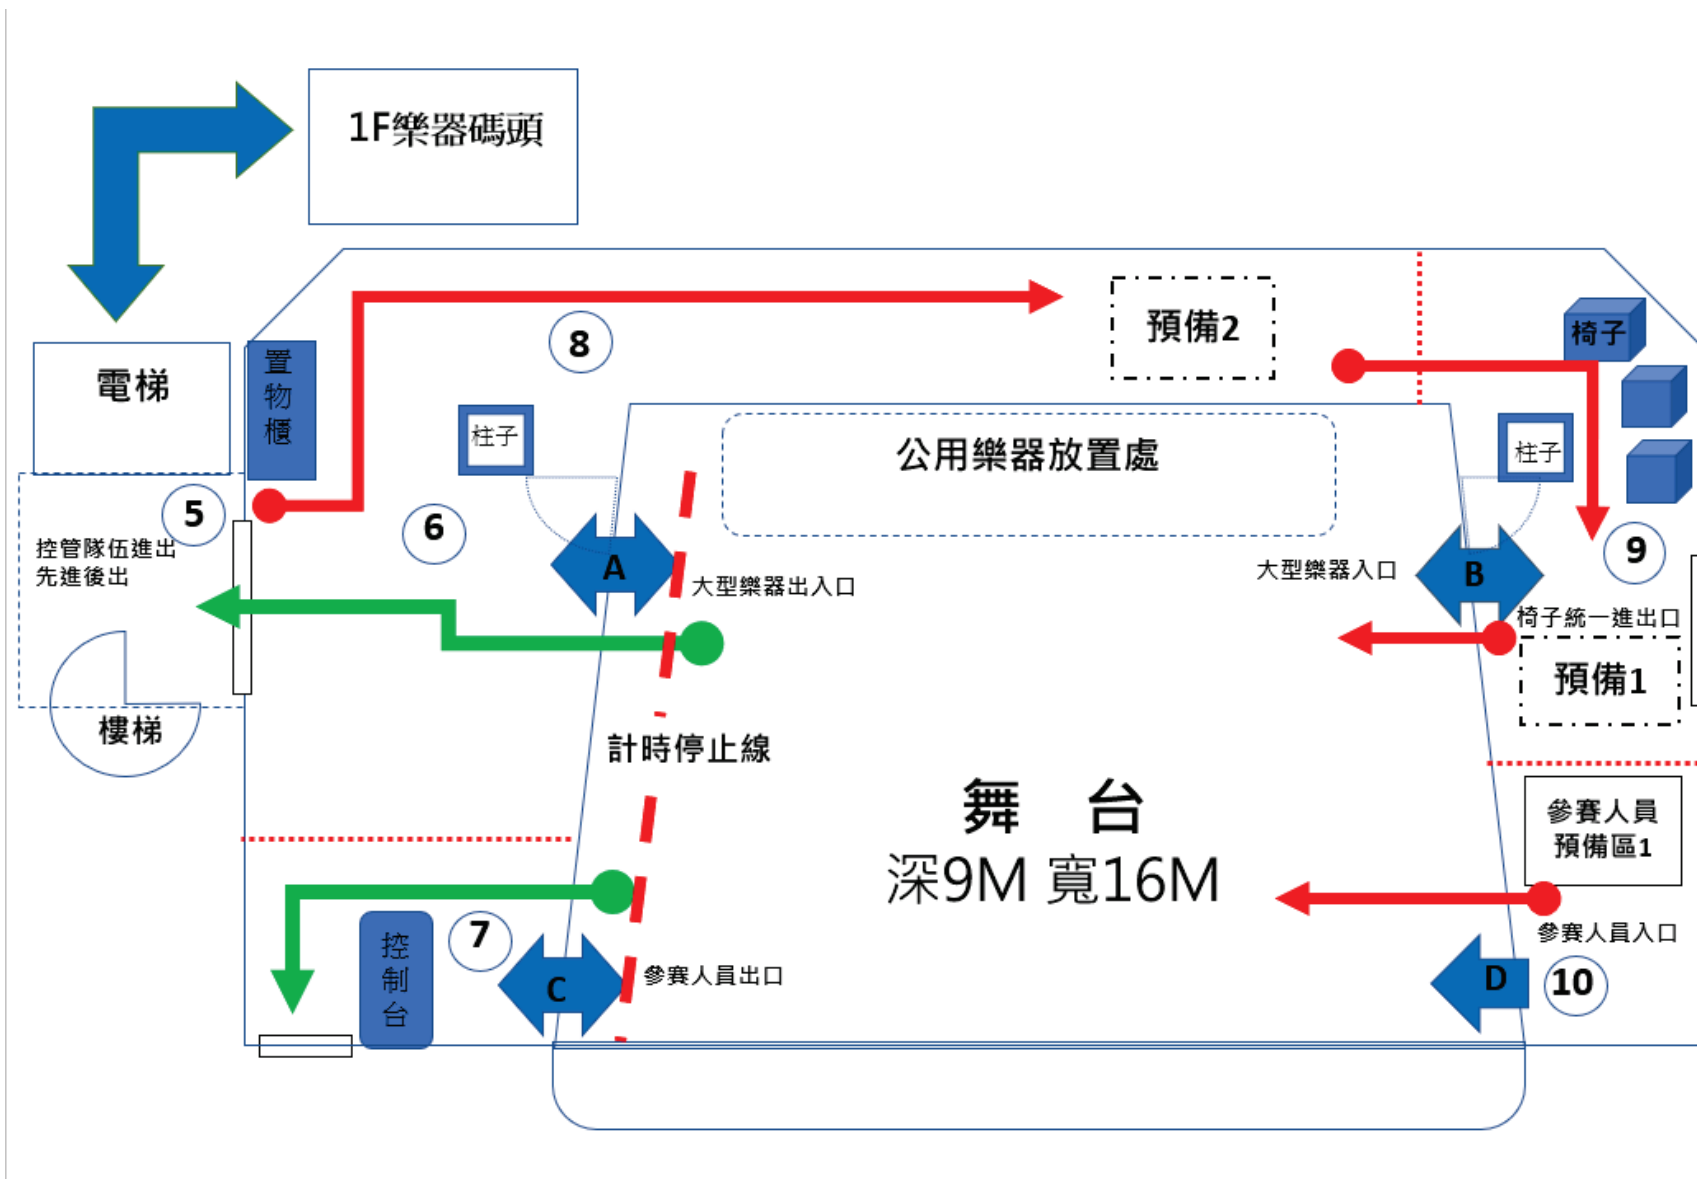 1F樂器碼頭
電梯
置
物
櫃
8
預備2
椅子
柱子
公用樂器放置處
柱子
5
6
控管隊伍進出
先進後出
A
大型樂器出入口
大型樂器入口
B
9
椅子統一進出口
預備1
樓梯
計時停止線
舞 台
深9M 寬16M
參賽人員
預備區1
控
制
台
7
C
參賽人員出口
參賽人員入口
D
10